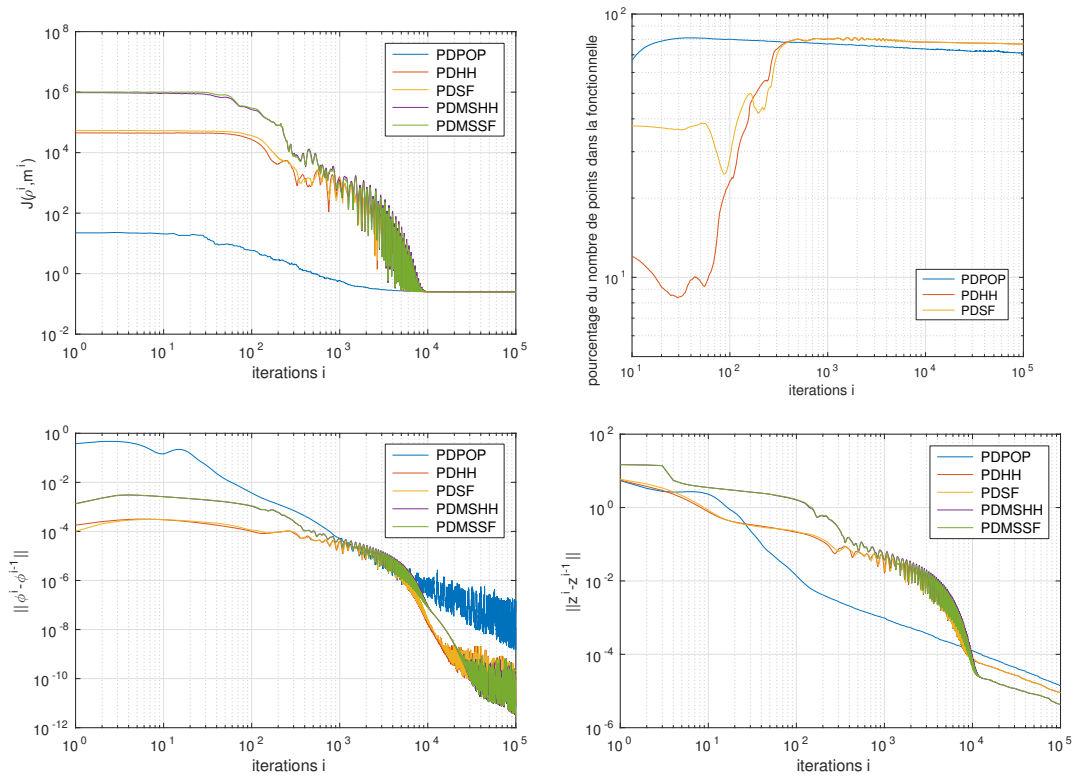 10^8
10^6
10^4
10^2
10^0
10^-2
J(φ^i,m^i)
PDPOP
PDHH
PDSF
PDMSHH
PDMSSF
10^0
10^1
10^2
10^3
10^4
10^5
iterations i
pourcentage du nombre de points dans la fonctionnelle
10^1
PDPOP
PDHH
PDSF
10^1
10^2
10^3
10^4
10^5
iterations i
10^0
10^-2
10^-4
10^-6
10^-8
10^-10
10^-12
|| ϕ^i-ϕ^i-1||
PDPOP
PDHH
PDSF
PDMSHH
PDMSSF
10^0
10^1
10^2
10^3
10^4
10^5
iterations i
10^2
10^0
10^-2
10^-4
10^-6
||z^i-z^i-1||
PDPOP
PDHH
PDSF
PDMSHH
PDMSSF
10^0
10^1
10^2
10^3
10^4
10^5
iterations i